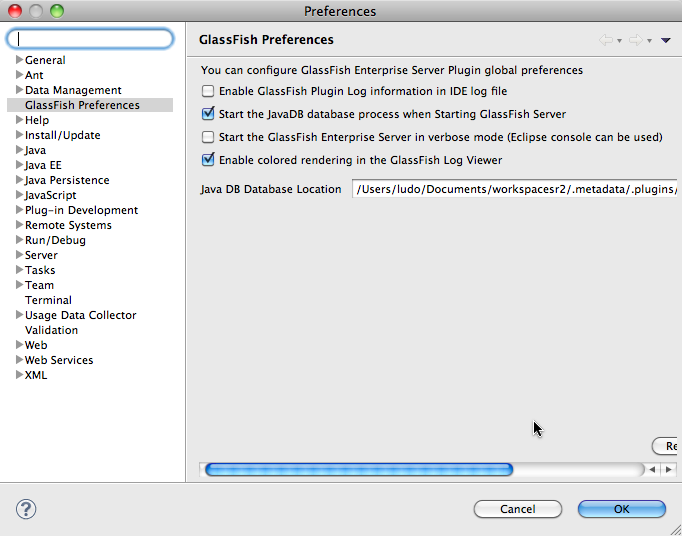 Preferences
General
Ant
Data Management
GlassFish Preferences
Help
Install/Update
Java
Java EE
Java Persistence
JavaScript
Plug-in Development
Remote Systems
Run/Debug
Server
Tasks
Team
Terminal
Usage Data Collector
Validation
Web
Web Services
XML
GlassFish Preferences
You can configure GlassFish Enterprise Server Plugin global preferences
Enable GlassFish Plugin Log information in IDE log file
Start the JavaDB database process when Starting GlassFish Server
Start the GlassFish Enterprise Server in verbose mode (Eclipse console can be used)
Enable colored rendering in the GlassFish Log Viewer
Java DB Database Location /Users/ludo/Documents/workspacesr2/.metadata/.plugins/
Re
? Cancel OK